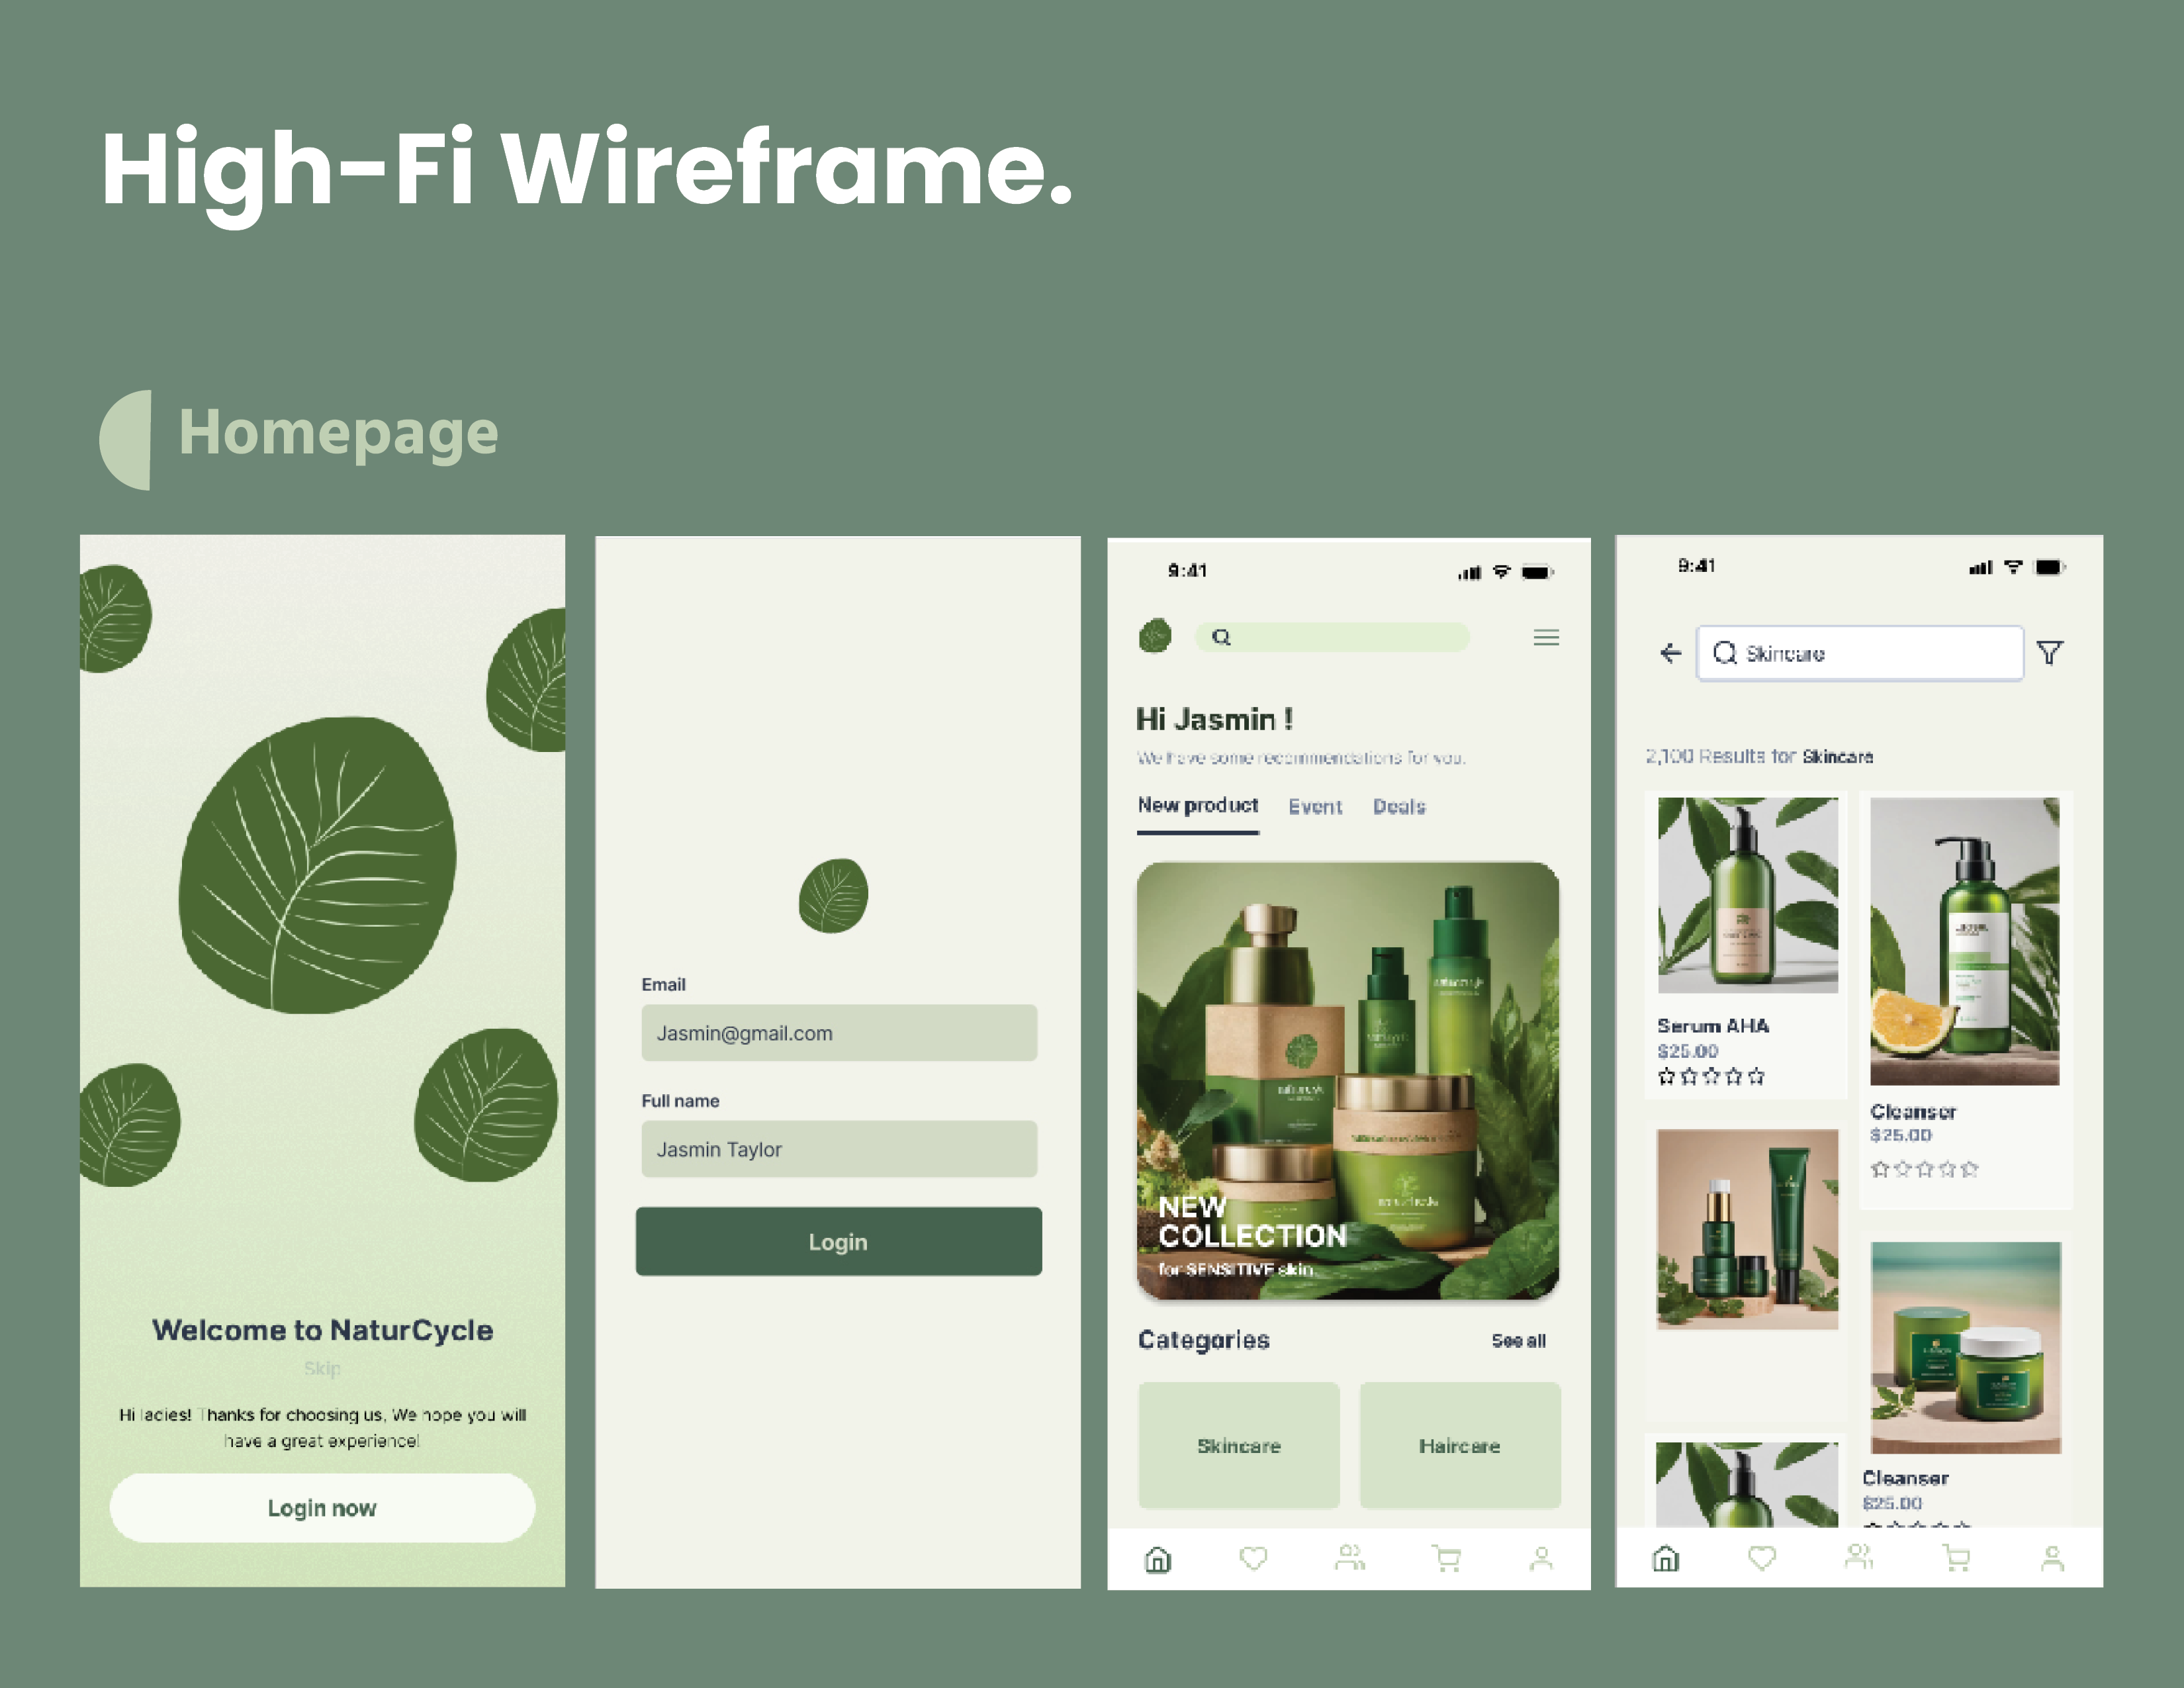 High-Fi Wireframe.
Homepage
Welcome to NaturCycle
Skip
Hi ladies! Thanks for choosing us, We hope you will
have a great experience!
Login now
Email
Jasmin@gmail.com
Full name
Jasmin Taylor
Login
9:41
Hi Jasmin !
We have some recommendations for you.
New product Event Deals
NEW
COLLECTION
for SENSITIVE skin.
Categories See all
Skincare Haircare
9:41
Skincare
2,100 Results for Skincare
Serum AHA
$25.00
Cleanser
$25.00
Cleanser
$25.00